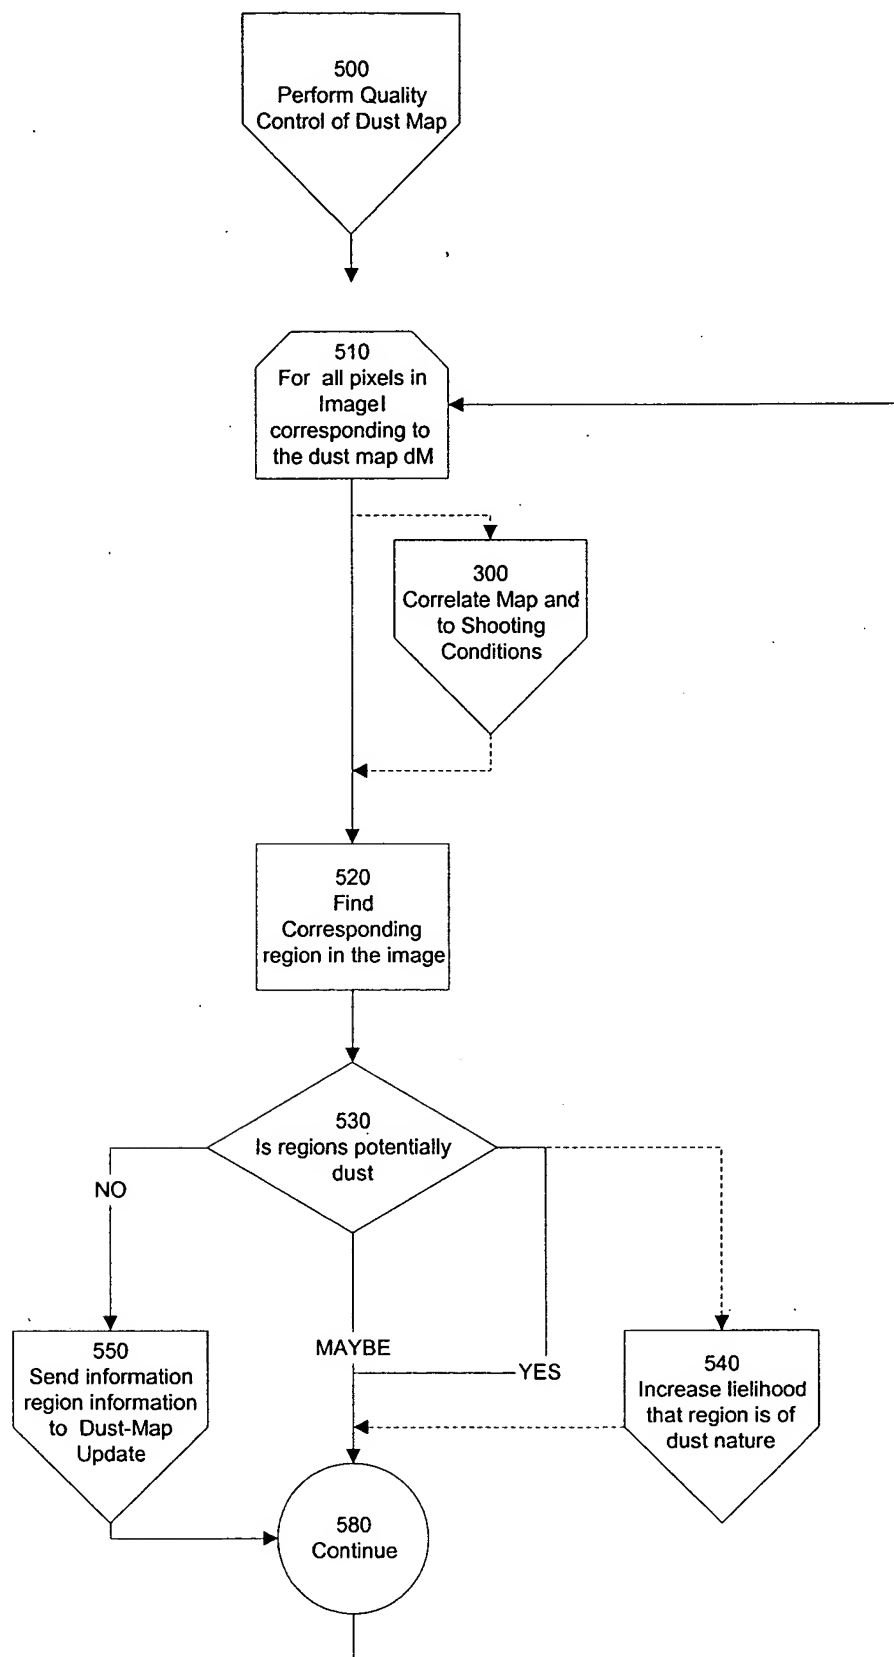 500
Perform Quality
Control of Dust Map
510
For all pixels in
ImageI
corresponding to
the dust map dM
300
Correlate Map and
to Shooting
Conditions
520
Find
Corresponding
region in the image
530
Is regions potentially
dust
NO
MAYBE
YES
550
Send information
region information
to Dust-Map
Update
540
Increase lielihood
that region is of
dust nature
580
Continue